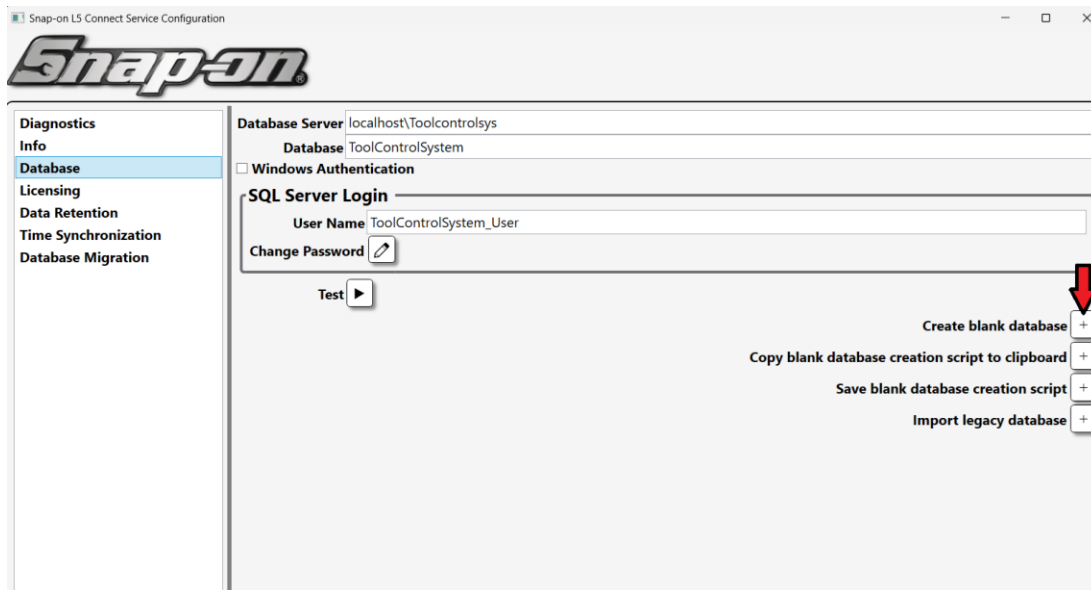 Snap-on L5 Connect Service Configuration
Snap-on®
Diagnostics
Info
Database
Licensing
Data Retention
Time Synchronization
Database Migration
Database Server localhost\Toolcontrolsys
Database ToolControlSystem
Windows Authentication
SQL Server Login
User Name ToolControlSystem_User
Change Password
Test
Create blank database +
Copy blank database creation script to clipboard +
Save blank database creation script +
Import legacy database +